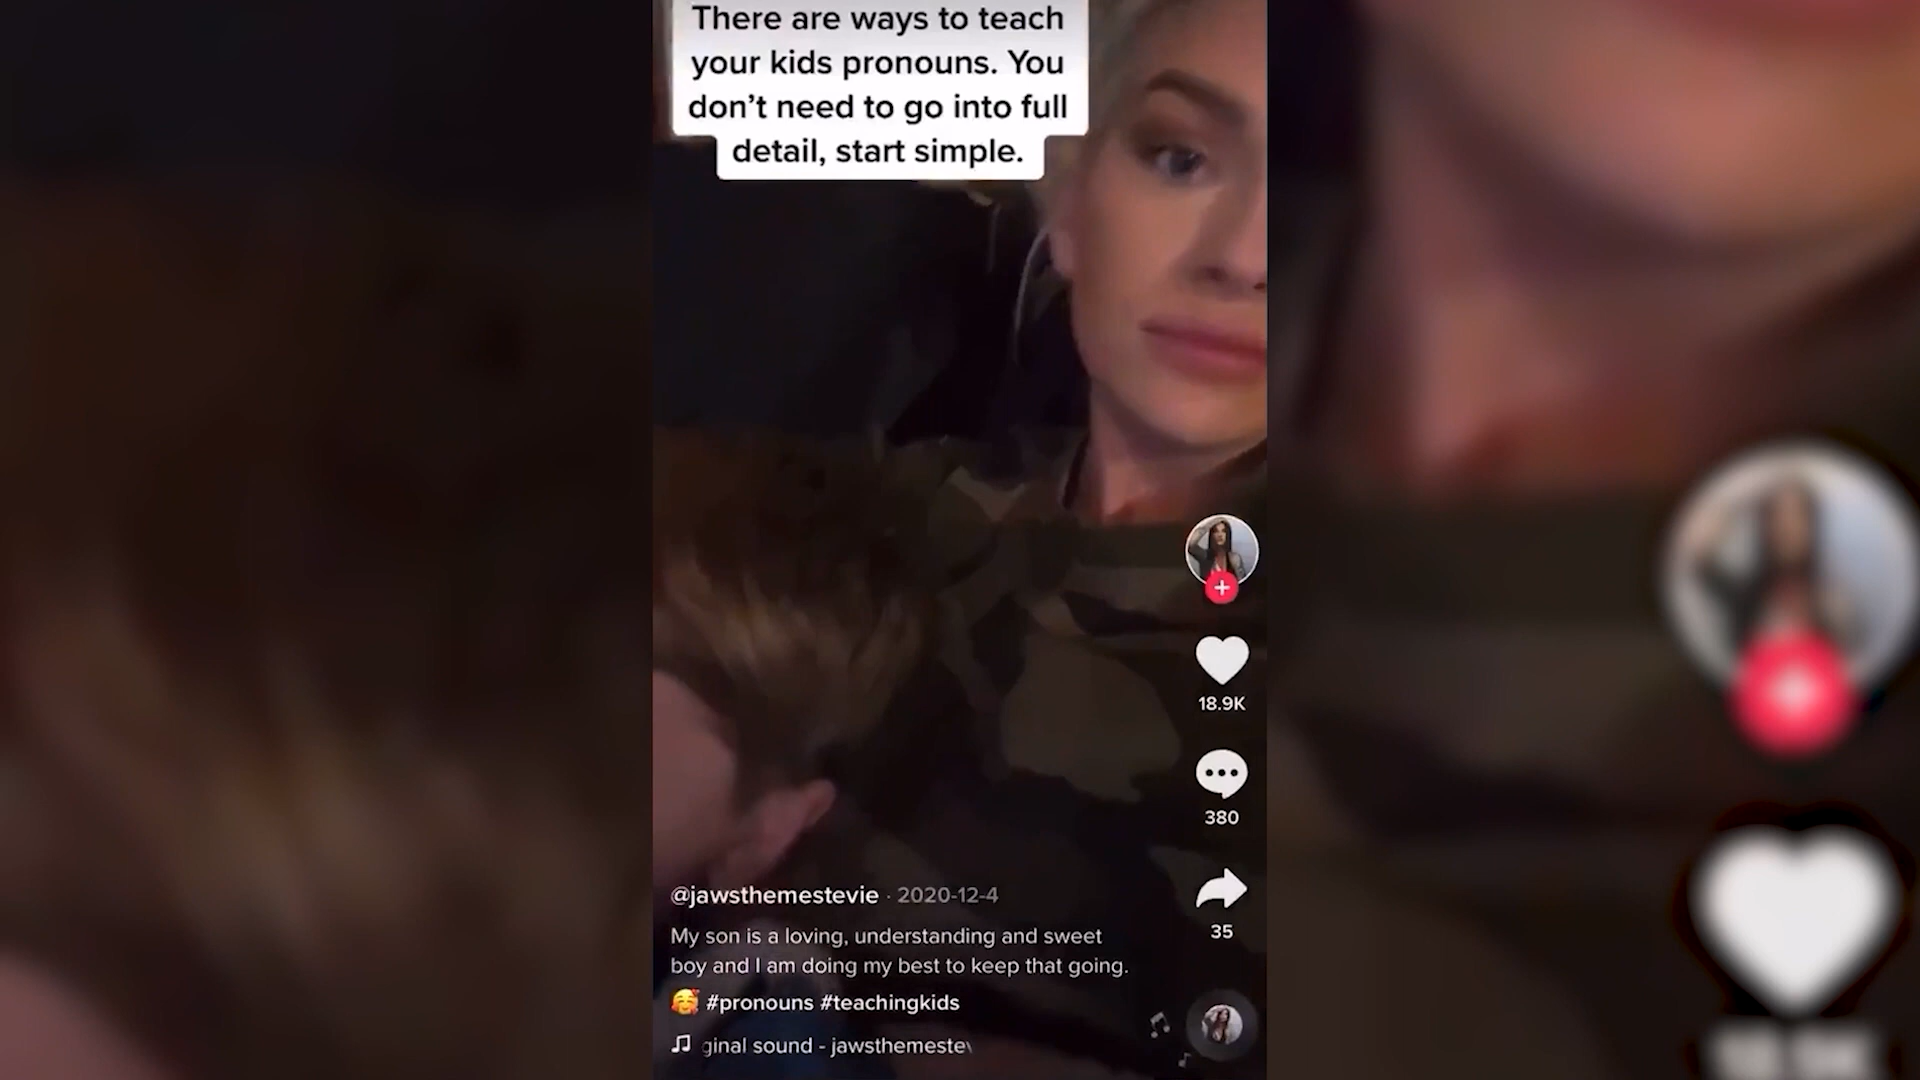 There are ways to teach
your kids pronouns. You
don't need to go into full
detail, start simple.
18.9K
380
35
@jawsthemestevie · 2020-12-4
My son is a loving, understanding and sweet
boy and I am doing my best to keep that going.
🥰 #pronouns #teachingkids
ginal sound - jawsthemeste